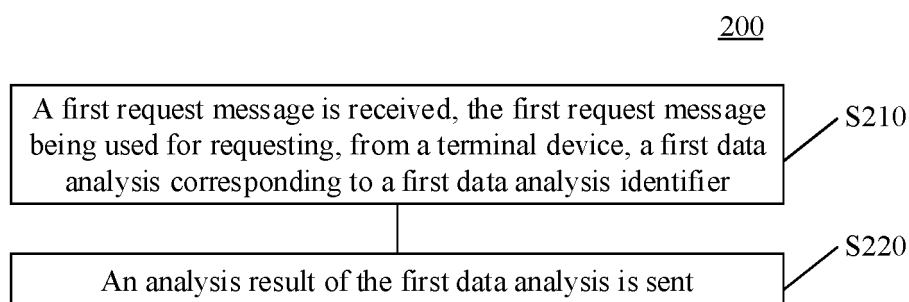 200
A first request message is received, the first request message
being used for requesting, from a terminal device, a first data
analysis corresponding to a first data analysis identifier
S210
An analysis result of the first data analysis is sent
S220